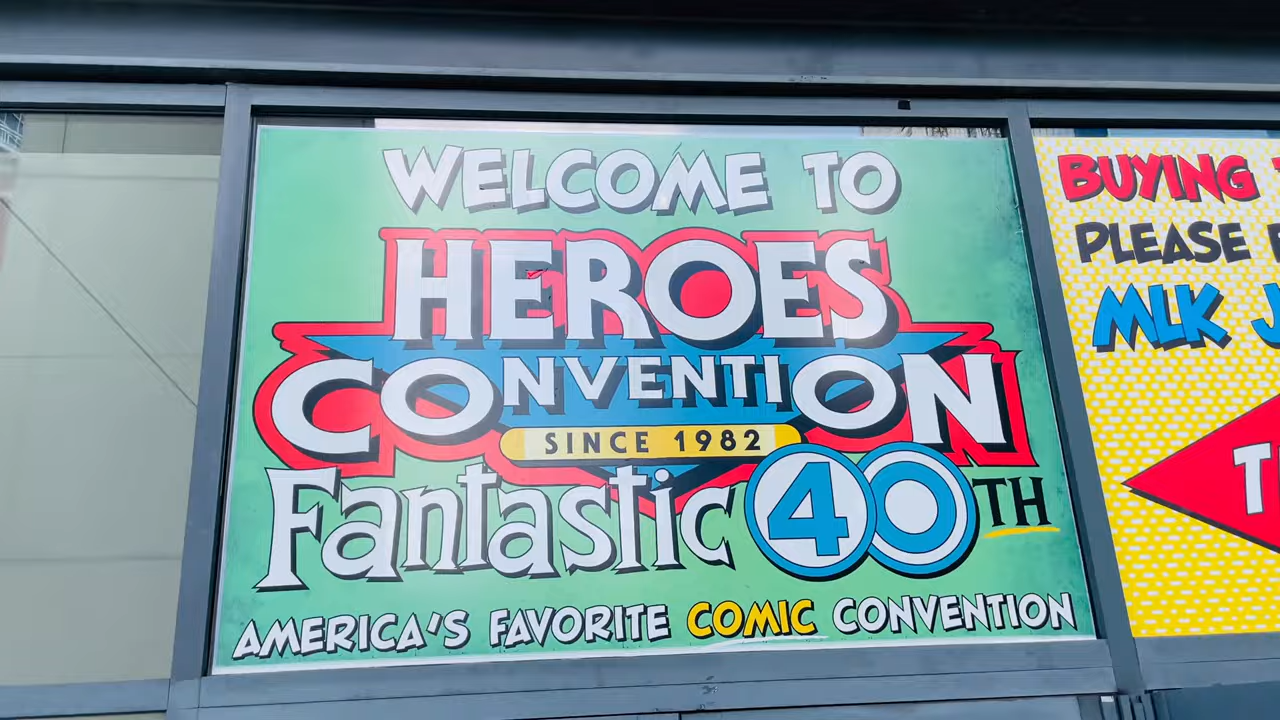 WELCOME TO
HEROES
CONVENTION
SINCE 1982
Fantastic 40TH
AMERICA'S FAVORITE COMIC CONVENTION
BUYING
PLEASE
MLK